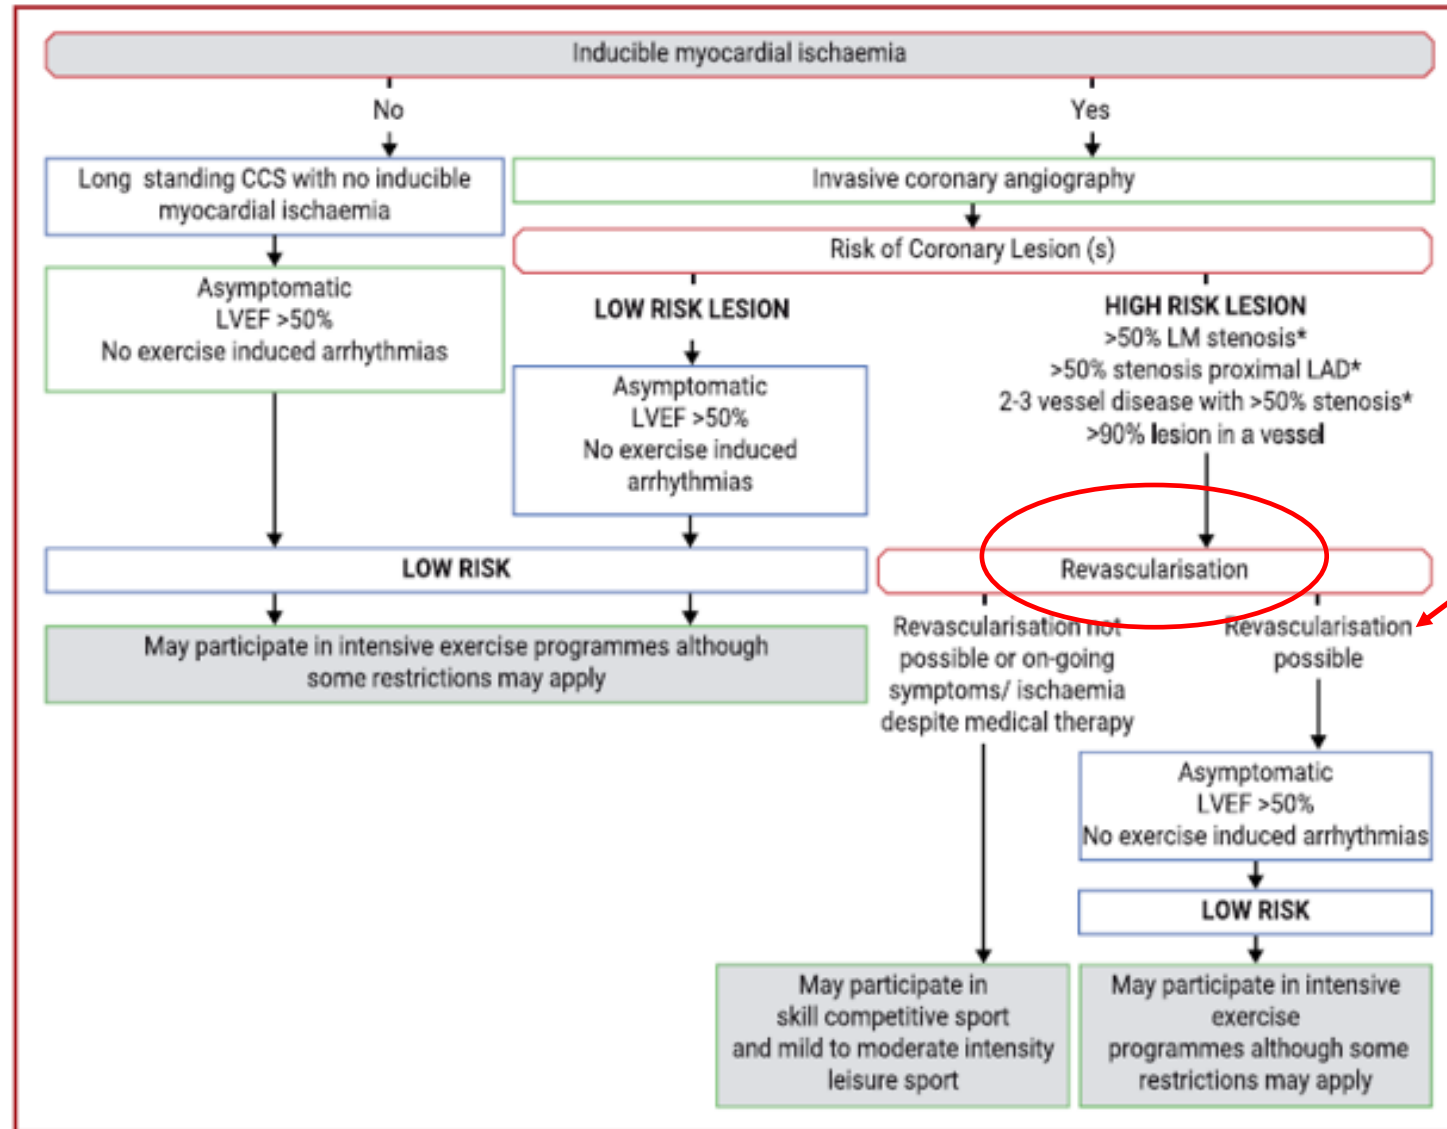 Inducible myocardial ischaemia
No
Yes
Long standing CCS with no inducible
myocardial ischaemia
Invasive coronary angiography
Risk of Coronary Lesion (s)
Asymptomatic
LVEF >50%
No exercise induced arrhythmias
LOW RISK LESION
HIGH RISK LESION
>50% LM stenosis*
>50% stenosis proximal LAD*
2-3 vessel disease with >50% stenosis*
>90% lesion in a vessel
Asymptomatic
LVEF >50%
No exercise induced
arrhythmias
LOW RISK
Revascularisation
May participate in intensive exercise programmes although
some restrictions may apply
Revascularisation not
possible or on-going
symptoms/ ischaemia
despite medical therapy
Revascularisation
possible
Asymptomatic
LVEF >50%
No exercise induced arrhythmias
LOW RISK
May participate in
skill competitive sport
and mild to moderate intensity
leisure sport
May participate in intensive
exercise
programmes although some
restrictions may apply